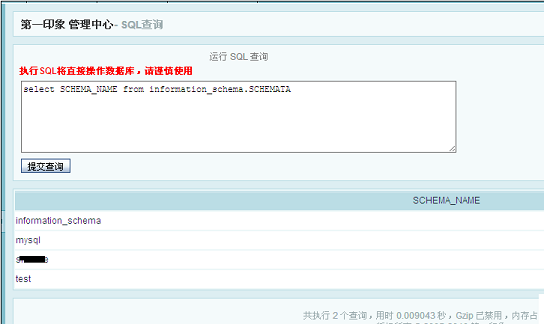 第一印象 管理中心 - SQL查询
运行 SQL 查询
执行SQL将直接操作数据库，请谨慎使用
select SCHEMA_NAME from information_schema.SCHEMATA
提交查询
SCHEMA_NAME
information_schema
mysql
test
共执行 2 个查询，用时 0.009043 秒，Gzip 已禁用，内存占